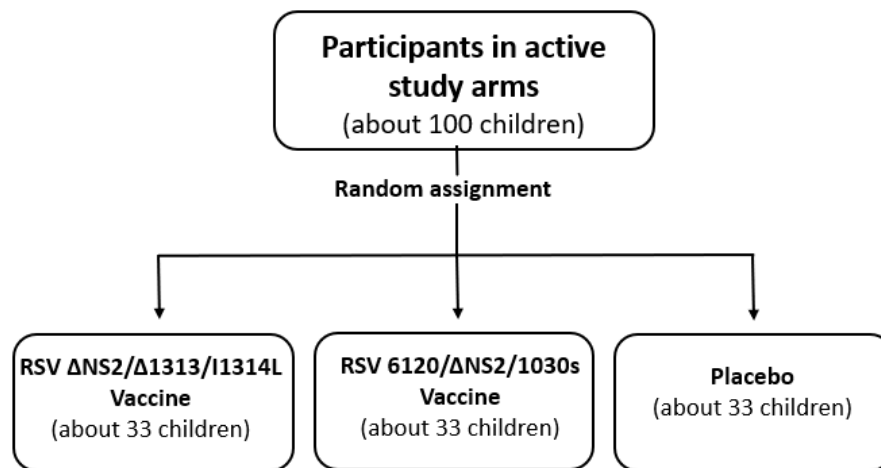 Participants in active
study arms
(about 100 children)
Random assignment
RSV ΔNS2/Δ1313/I1314L
Vaccine
(about 33 children)
RSV 6120/ΔNS2/1030s
Vaccine
(about 33 children)
Placebo
(about 33 children)